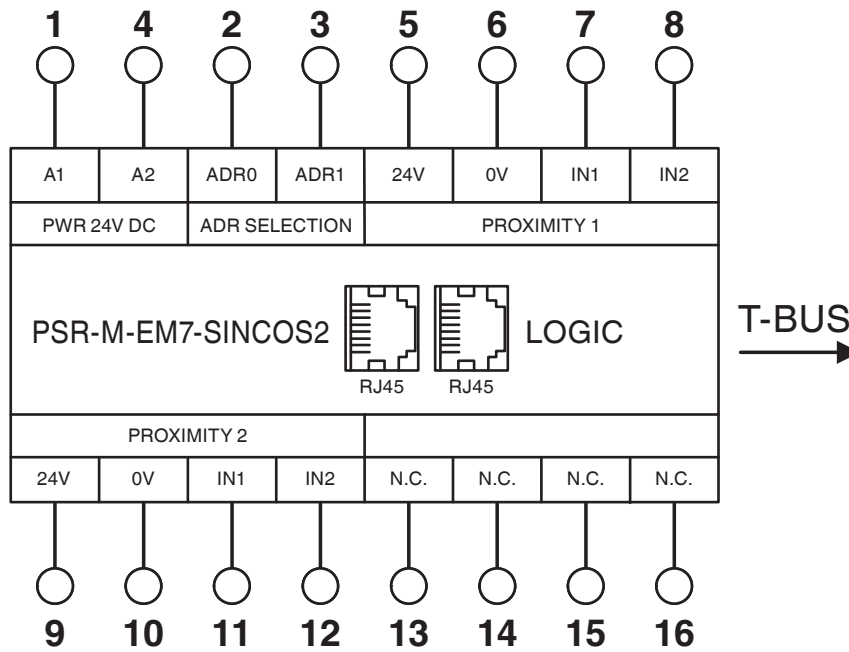 1 4 2 3 5 6 7 8
A1 A2 ADR0 ADR1 24V 0V IN1 IN2
PWR 24V DC ADR SELECTION PROXIMITY 1
PSR-M-EM7-SINCOS2 LOGIC
T-BUS
RJ45 RJ45
PROXIMITY 2
24V 0V IN1 IN2 N.C. N.C. N.C. N.C.
9 10 11 12 13 14 15 16